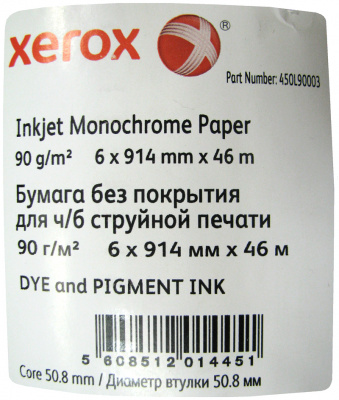 xerox ®
Part Number: 450L90003
Inkjet Monochrome Paper
90 g/m² 6 x 914 mm x 46 m
Бумага без покрытия
для ч/б струйной печати
90 г/м² 6 x 914 мм x 46 м
DYE and PIGMENT INK
5 608512 014451
Core 50.8 mm / Диаметр втулки 50.8 мм